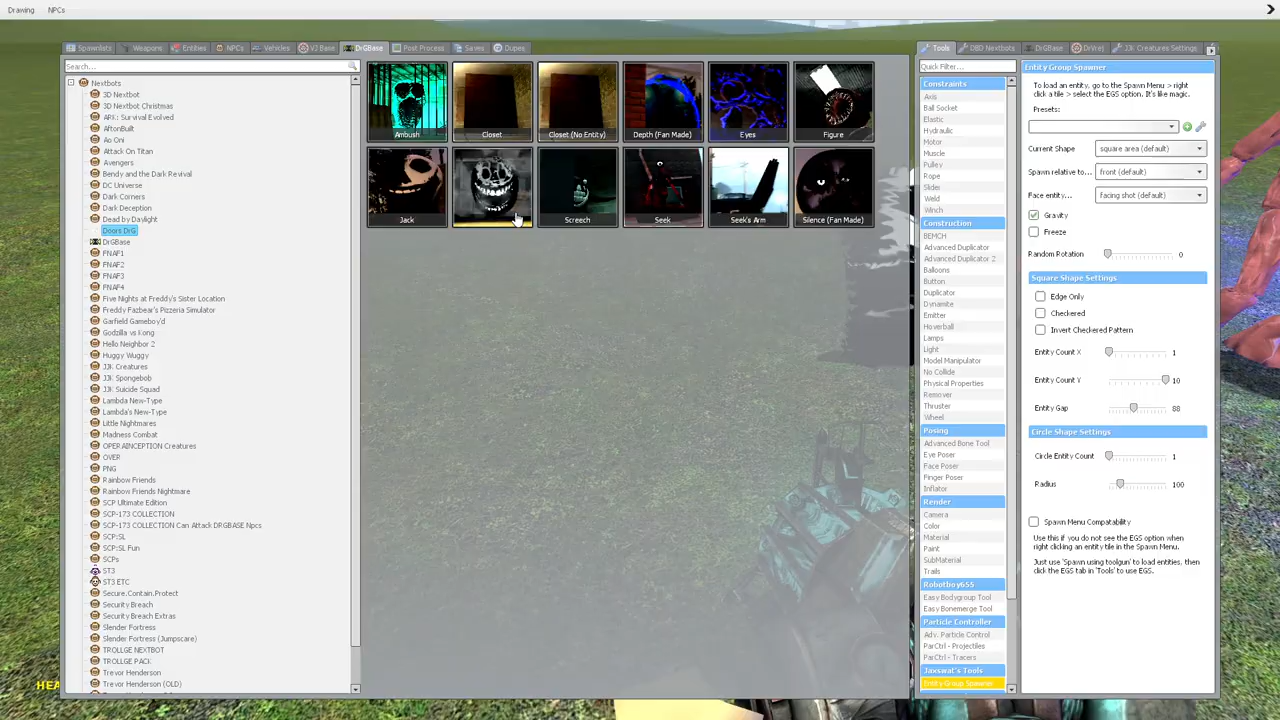 Drawing NPCs
Spawnlists Weapons Entities NPCs Vehicles VJ Base DrGBase Post Process Saves Dupes
Search...
Nextbots
3D Nextbot
3D Nextbot Christmas
ARK: Survival Evolved
AftonBuilt
Ao Oni
Attack On Titan
Avengers
Bendy and the Dark Revival
DC Universe
Dark Corners
Dark Deception
Dead by Daylight
Doors DrG
DrGBase
FNAF1
FNAF2
FNAF3
FNAF4
Five Nights at Freddy's Sister Location
Freddy Fazbear's Pizzeria Simulator
Garfield Gameboy'd
Godzilla vs Kong
Hello Neighbor 2
Huggy Wuggy
JJK Creatures
JJK Spongebob
JJK Suicide Squad
Lambda New-Type
Lambda's New-Type
Little Nightmares
Madness Combat
OPERAINCEPTION Creatures
OVER
PNG
Rainbow Friends
Rainbow Friends Nightmare
SCP Ultimate Edition
SCP-173 COLLECTION
SCP-173 COLLECTION Can Attack DRGBASE Npcs
SCP:SL
SCP:SL Fun
SCPs
ST3
ST3 ETC
Secure.Contain.Protect
Security Breach
Security Breach Extras
Slender Fortress
Slender Fortress (Jumpscare)
TROLLGE NEXTBOT
TROLLGE PACK
Trevor Henderson
Trevor Henderson (OLD)
Ambush Closet Closet (No Entity) Depth (Fan Made) Eyes Figure
Jack Screech Seek Seek's Arm Silence (Fan Made)
Tools DBD Nextbots DrGBase DrVrej JJk Creatures Settings
Quick Filter...
Constraints
Axis
Ball Socket
Elastic
Hydraulic
Motor
Muscle
Pulley
Rope
Slider
Weld
Winch
Construction
BEMCH
Advanced Duplicator
Advanced Duplicator 2
Balloons
Button
Duplicator
Dynamite
Emitter
Hoverball
Lamps
Light
Model Manipulator
No Collide
Physical Properties
Remover
Thruster
Wheel
Posing
Advanced Bone Tool
Eye Poser
Face Poser
Finger Poser
Inflator
Render
Camera
Color
Material
Paint
SubMaterial
Trails
Robotboy655
Easy Bodygroup Tool
Easy Bonemerge Tool
Particle Controller
Adv. Particle Control
ParCtrl - Projectiles
ParCtrl - Tracers
Jaxswat's Tools
Entity Group Spawner
Entity Group Spawner
To load an entity, go to the Spawn Menu > right
click a tile > select the EGS option. It's like magic.
Presets:
Current Shape square area (default)
Spawn relative to... front (default)
Face entity... facing shot (default)
Gravity
Freeze
Random Rotation 0
Square Shape Settings
Edge Only
Checkered
Invert Checkered Pattern
Entity Count X 1
Entity Count Y 10
Entity Gap 88
Circle Shape Settings
Circle Entity Count 1
Radius 100
Spawn Menu Compatability
Use this if you do not see the EGS option when
right clicking an entity tile in the Spawn Menu.
Just use 'Spawn using toolgun' to load entities, then
click the EGS tab in 'Tools' to use EGS.